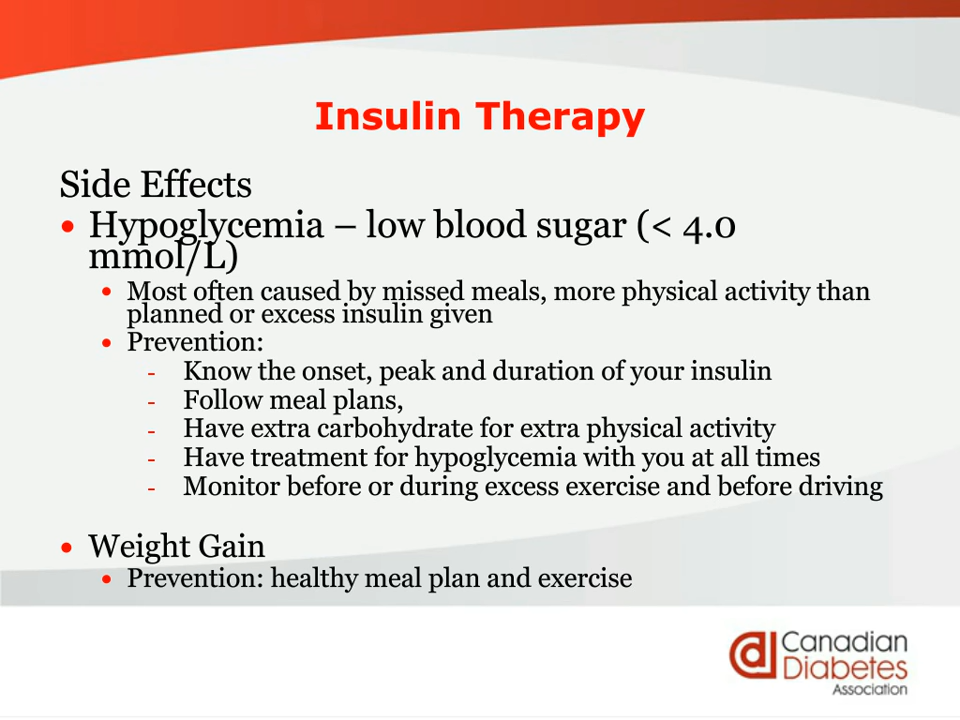 Insulin Therapy
Side Effects
• Hypoglycemia – low blood sugar (< 4.0
mmol/L)
• Most often caused by missed meals, more physical activity than
planned or excess insulin given
• Prevention:
- Know the onset, peak and duration of your insulin
- Follow meal plans,
- Have extra carbohydrate for extra physical activity
- Have treatment for hypoglycemia with you at all times
- Monitor before or during excess exercise and before driving
• Weight Gain
• Prevention: healthy meal plan and exercise
Canadian
Diabetes
Association